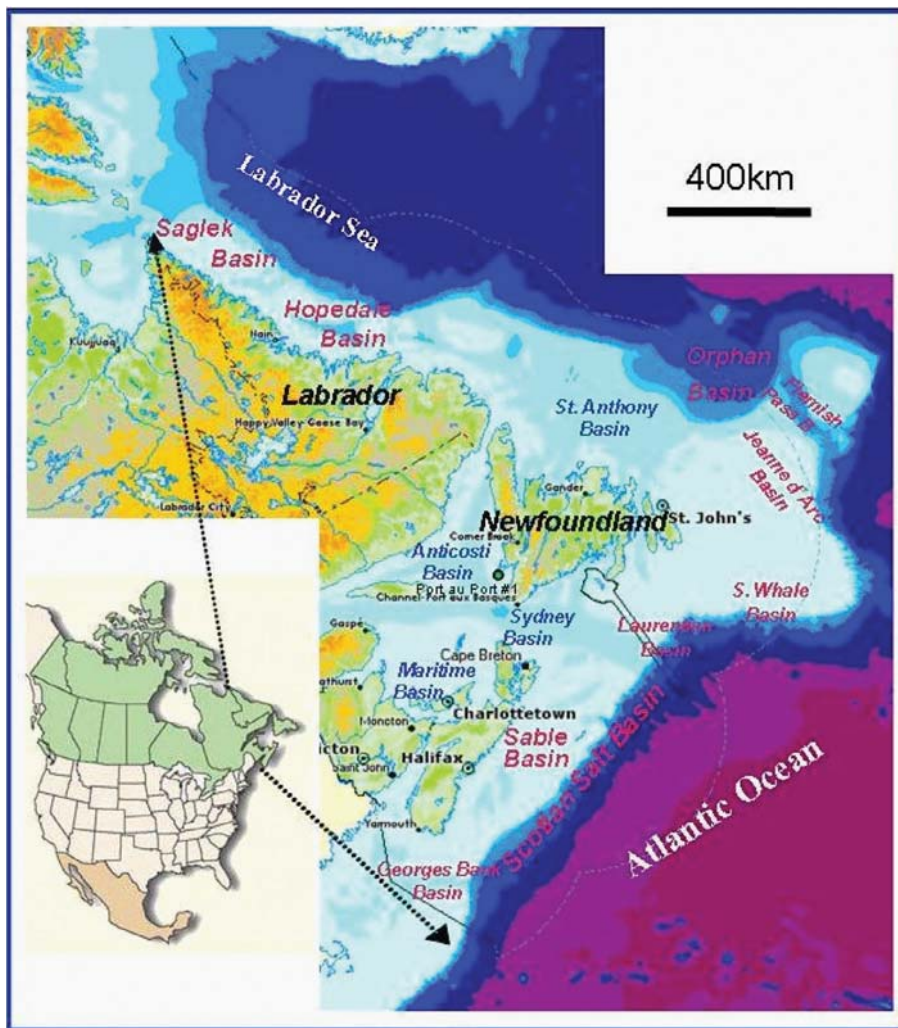 400km
Labrador Sea
Saglek
Basin
Hopedale
Basin
Kuujjuaq
Nain
Labrador
Happy Valley-Goose Bay
Orphan
Basin
Flemish
Pass B.
St. Anthony
Basin
Jeanne d'Arc
Basin
Labrador City
Gander
Newfoundland
St. John's
Corner Brook
Anticosti
Basin
Port au Port #1
Channel-Port aux Basques
S. Whale
Basin
Sydney
Basin
Laurentian
Basin
Gaspé
Cape Breton
Maritime
Basin
athurst
Charlottetown
Moncton
Sable
Basin
icton
Halifax
Saint John
Scotian Salt Basin
Atlantic Ocean
Yarmouth
Georges Bank
Basin